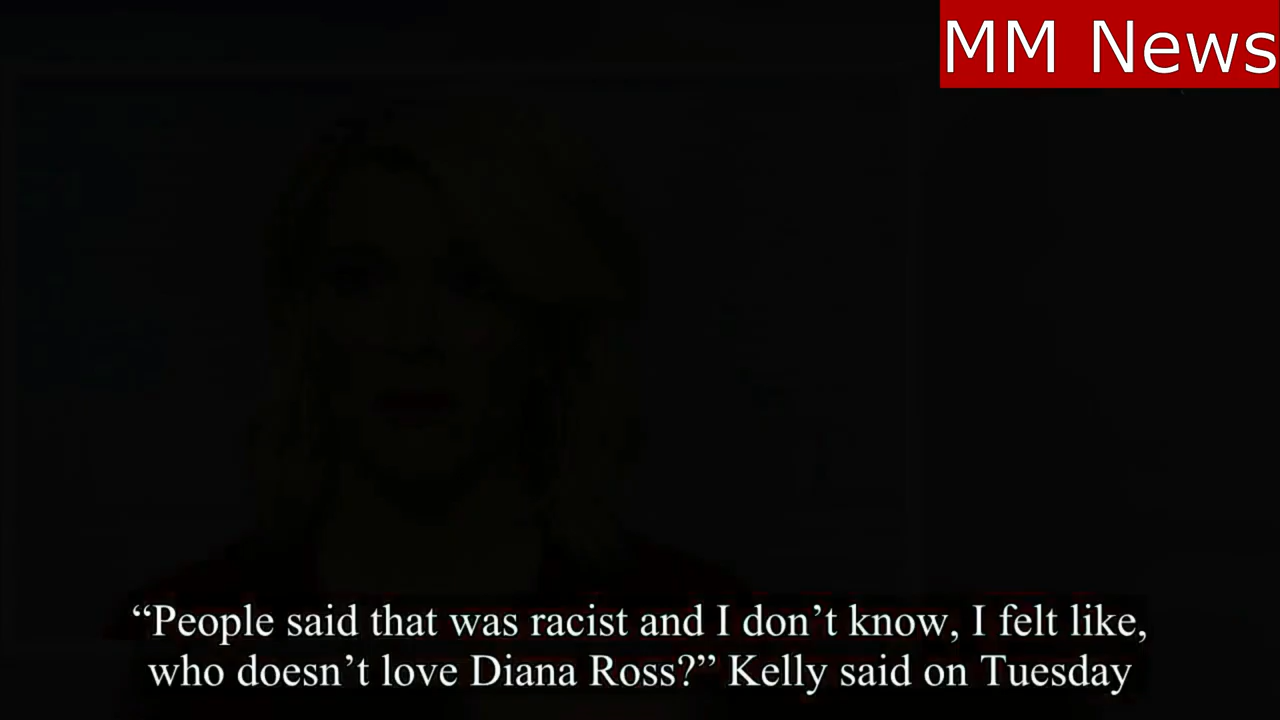 MM News
“People said that was racist and I don’t know, I felt like,
who doesn’t love Diana Ross?” Kelly said on Tuesday